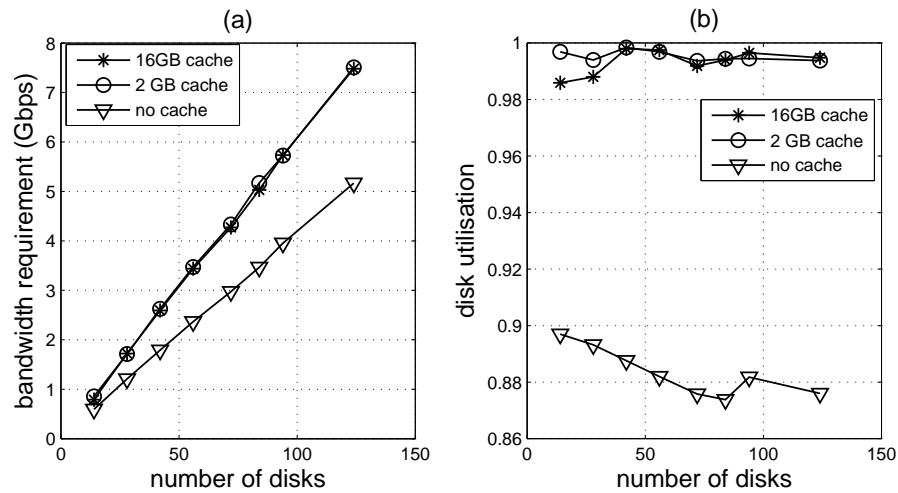 (a)
bandwidth requirement (Gbps)
8
7
6
5
4
3
2
1
0
0 50 100 150
number of disks
16GB cache
2 GB cache
no cache
(b)
disk utilisation
1
0.98
0.96
0.94
0.92
0.9
0.88
0.86
0 50 100 150
number of disks
16GB cache
2 GB cache
no cache